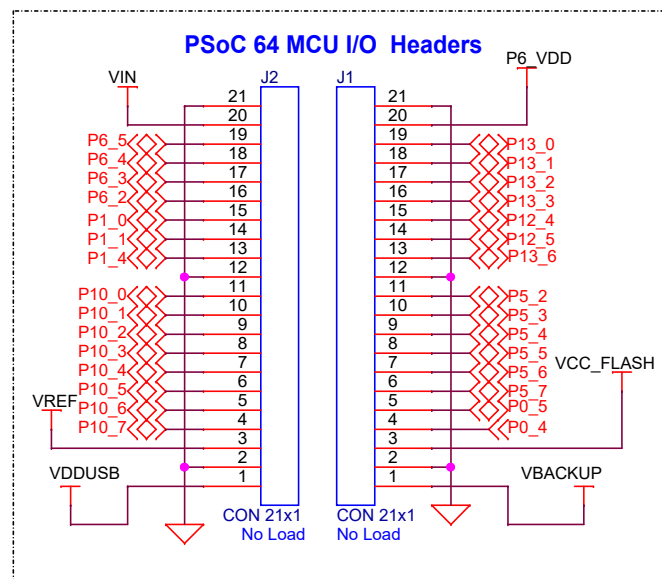 PSoC 64 MCU I/O Headers
P6_VDD
VIN
J2
J1
21
21
20
20
P6_5
19
19
P13_0
P6_4
18
18
P13_1
P6_3
17
17
P13_2
P6_2
16
16
P13_3
P1_0
15
15
P12_4
P1_1
14
14
P12_5
P1_4
13
13
P13_6
12
12
P10_0
11
11
P5_2
P10_1
10
10
P5_3
P10_2
9
9
P5_4
P10_3
8
8
P5_5
VCC_FLASH
P10_4
7
7
P5_6
P10_5
6
6
P5_7
VREF
P10_6
5
5
P0_5
P10_7
4
4
P0_4
3
3
2
2
VDDUSB
1
1
VBACKUP
CON 21x1
CON 21x1
No Load
No Load